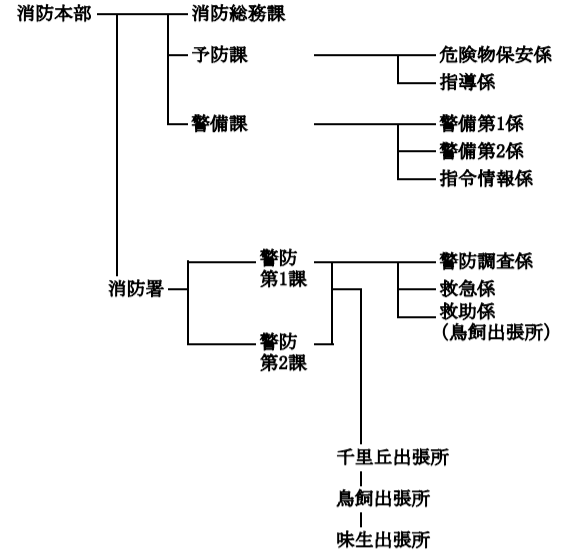 消防本部
消防総務課
予防課
危険物保安係
指導係
警備課
警備第1係
警備第2係
指令情報係
消防署
警防
第1課
警防調査係
救急係
救助係
(鳥飼出張所)
警防
第2課
千里丘出張所
鳥飼出張所
味生出張所